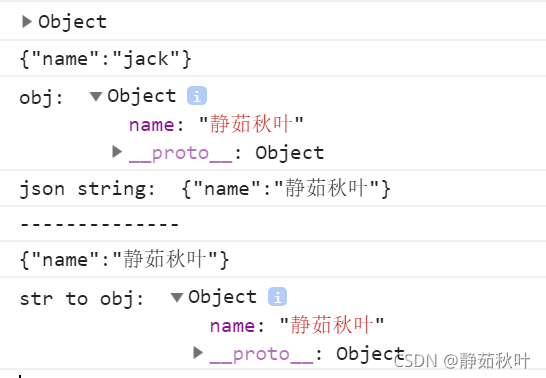 Object
{"name":"jack"}
obj: Object i
name: "静茹秋叶"
__proto__: Object
json string: {"name":"静茹秋叶"}
--------------
{"name":"静茹秋叶"}
str to obj: Object i
name: "静茹秋叶"
__proto__: Object
CSDN @静茹秋叶